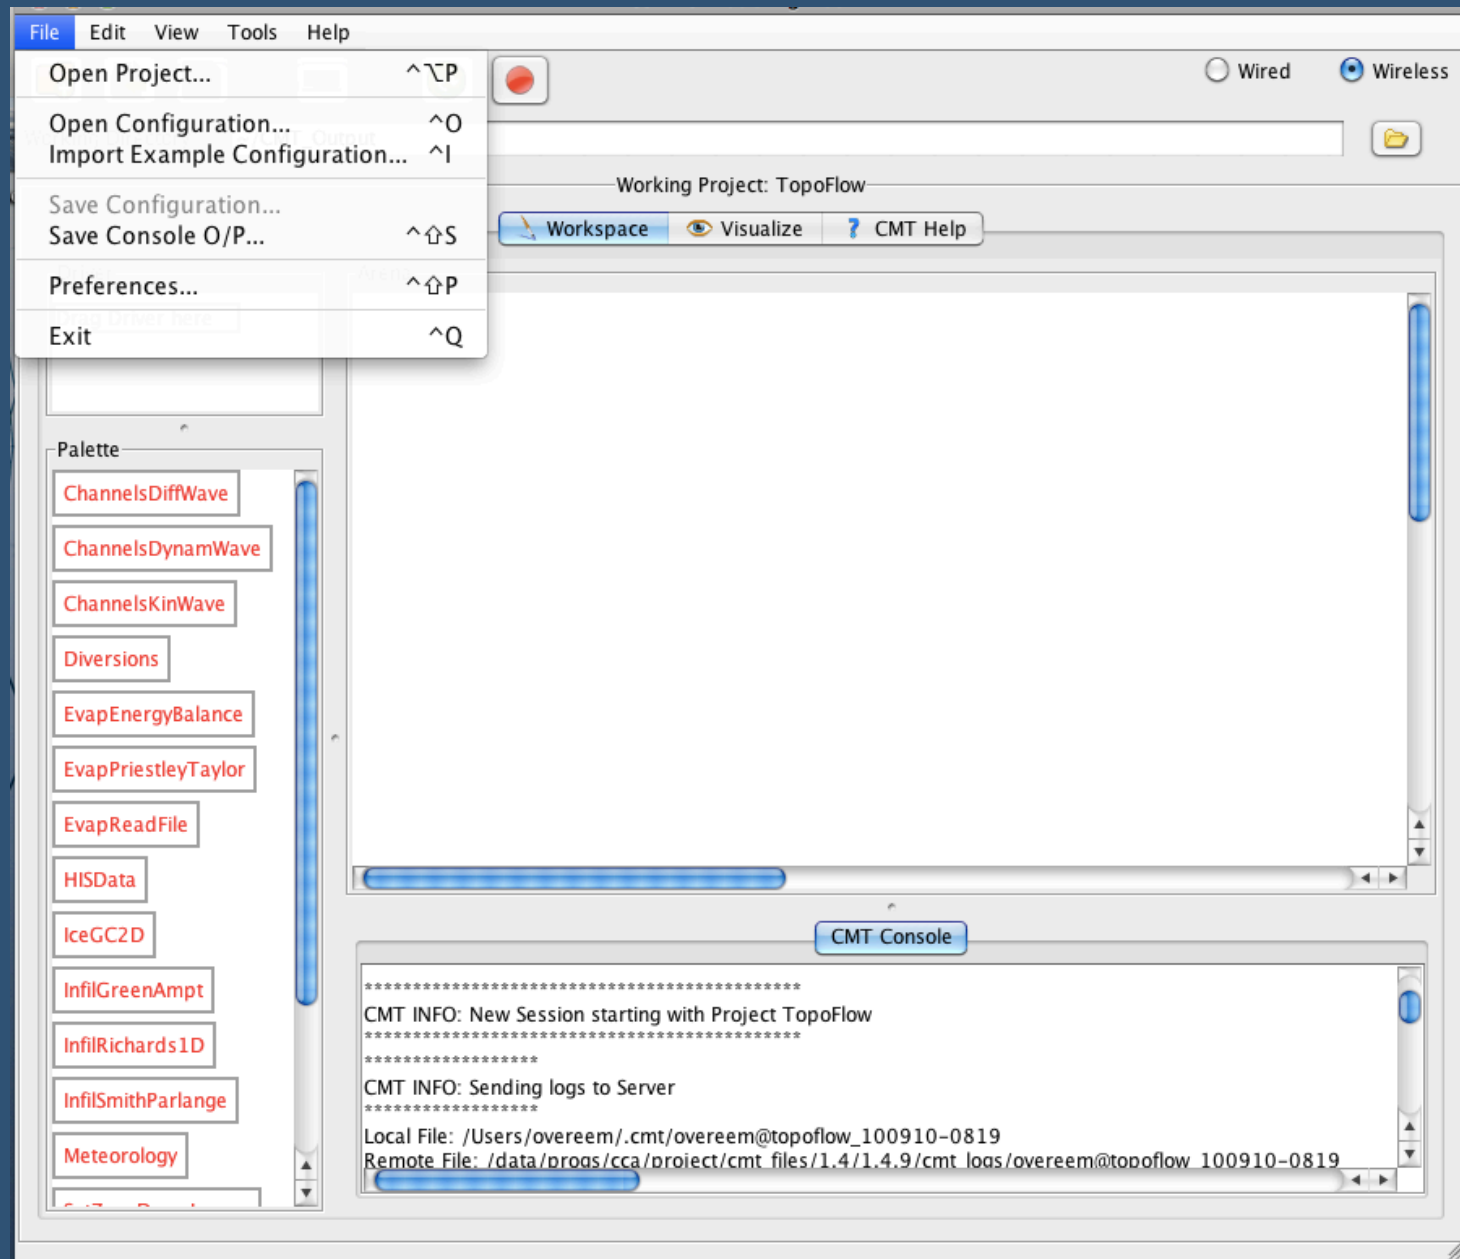 File Edit View Tools Help
Open Project... ^⌥P
Wired Wireless
Open Configuration... ^O
Import Example Configuration... ^I
Working Project: TopoFlow
Save Configuration...
Save Console O/P... ^⇧S
Workspace Visualize ? CMT Help
Preferences... ^⇧P
Drag Driver here
Exit ^Q
Palette
ChannelsDiffWave
ChannelsDynamWave
ChannelsKinWave
Diversions
EvapEnergyBalance
EvapPriestleyTaylor
EvapReadFile
HISData
IceGC2D
InfilGreenAmpt
InfilRichards1D
InfilSmithParlange
Meteorology
CMT Console
*********************************************
CMT INFO: New Session starting with Project TopoFlow
*********************************************
******************
CMT INFO: Sending logs to Server
******************
Local File: /Users/overeem/.cmt/overeem@topoflow_100910-0819
Remote File: /data/progs/cca/project/cmt_files/1.4/1.4.9/cmt_logs/overeem@topoflow_100910-0819